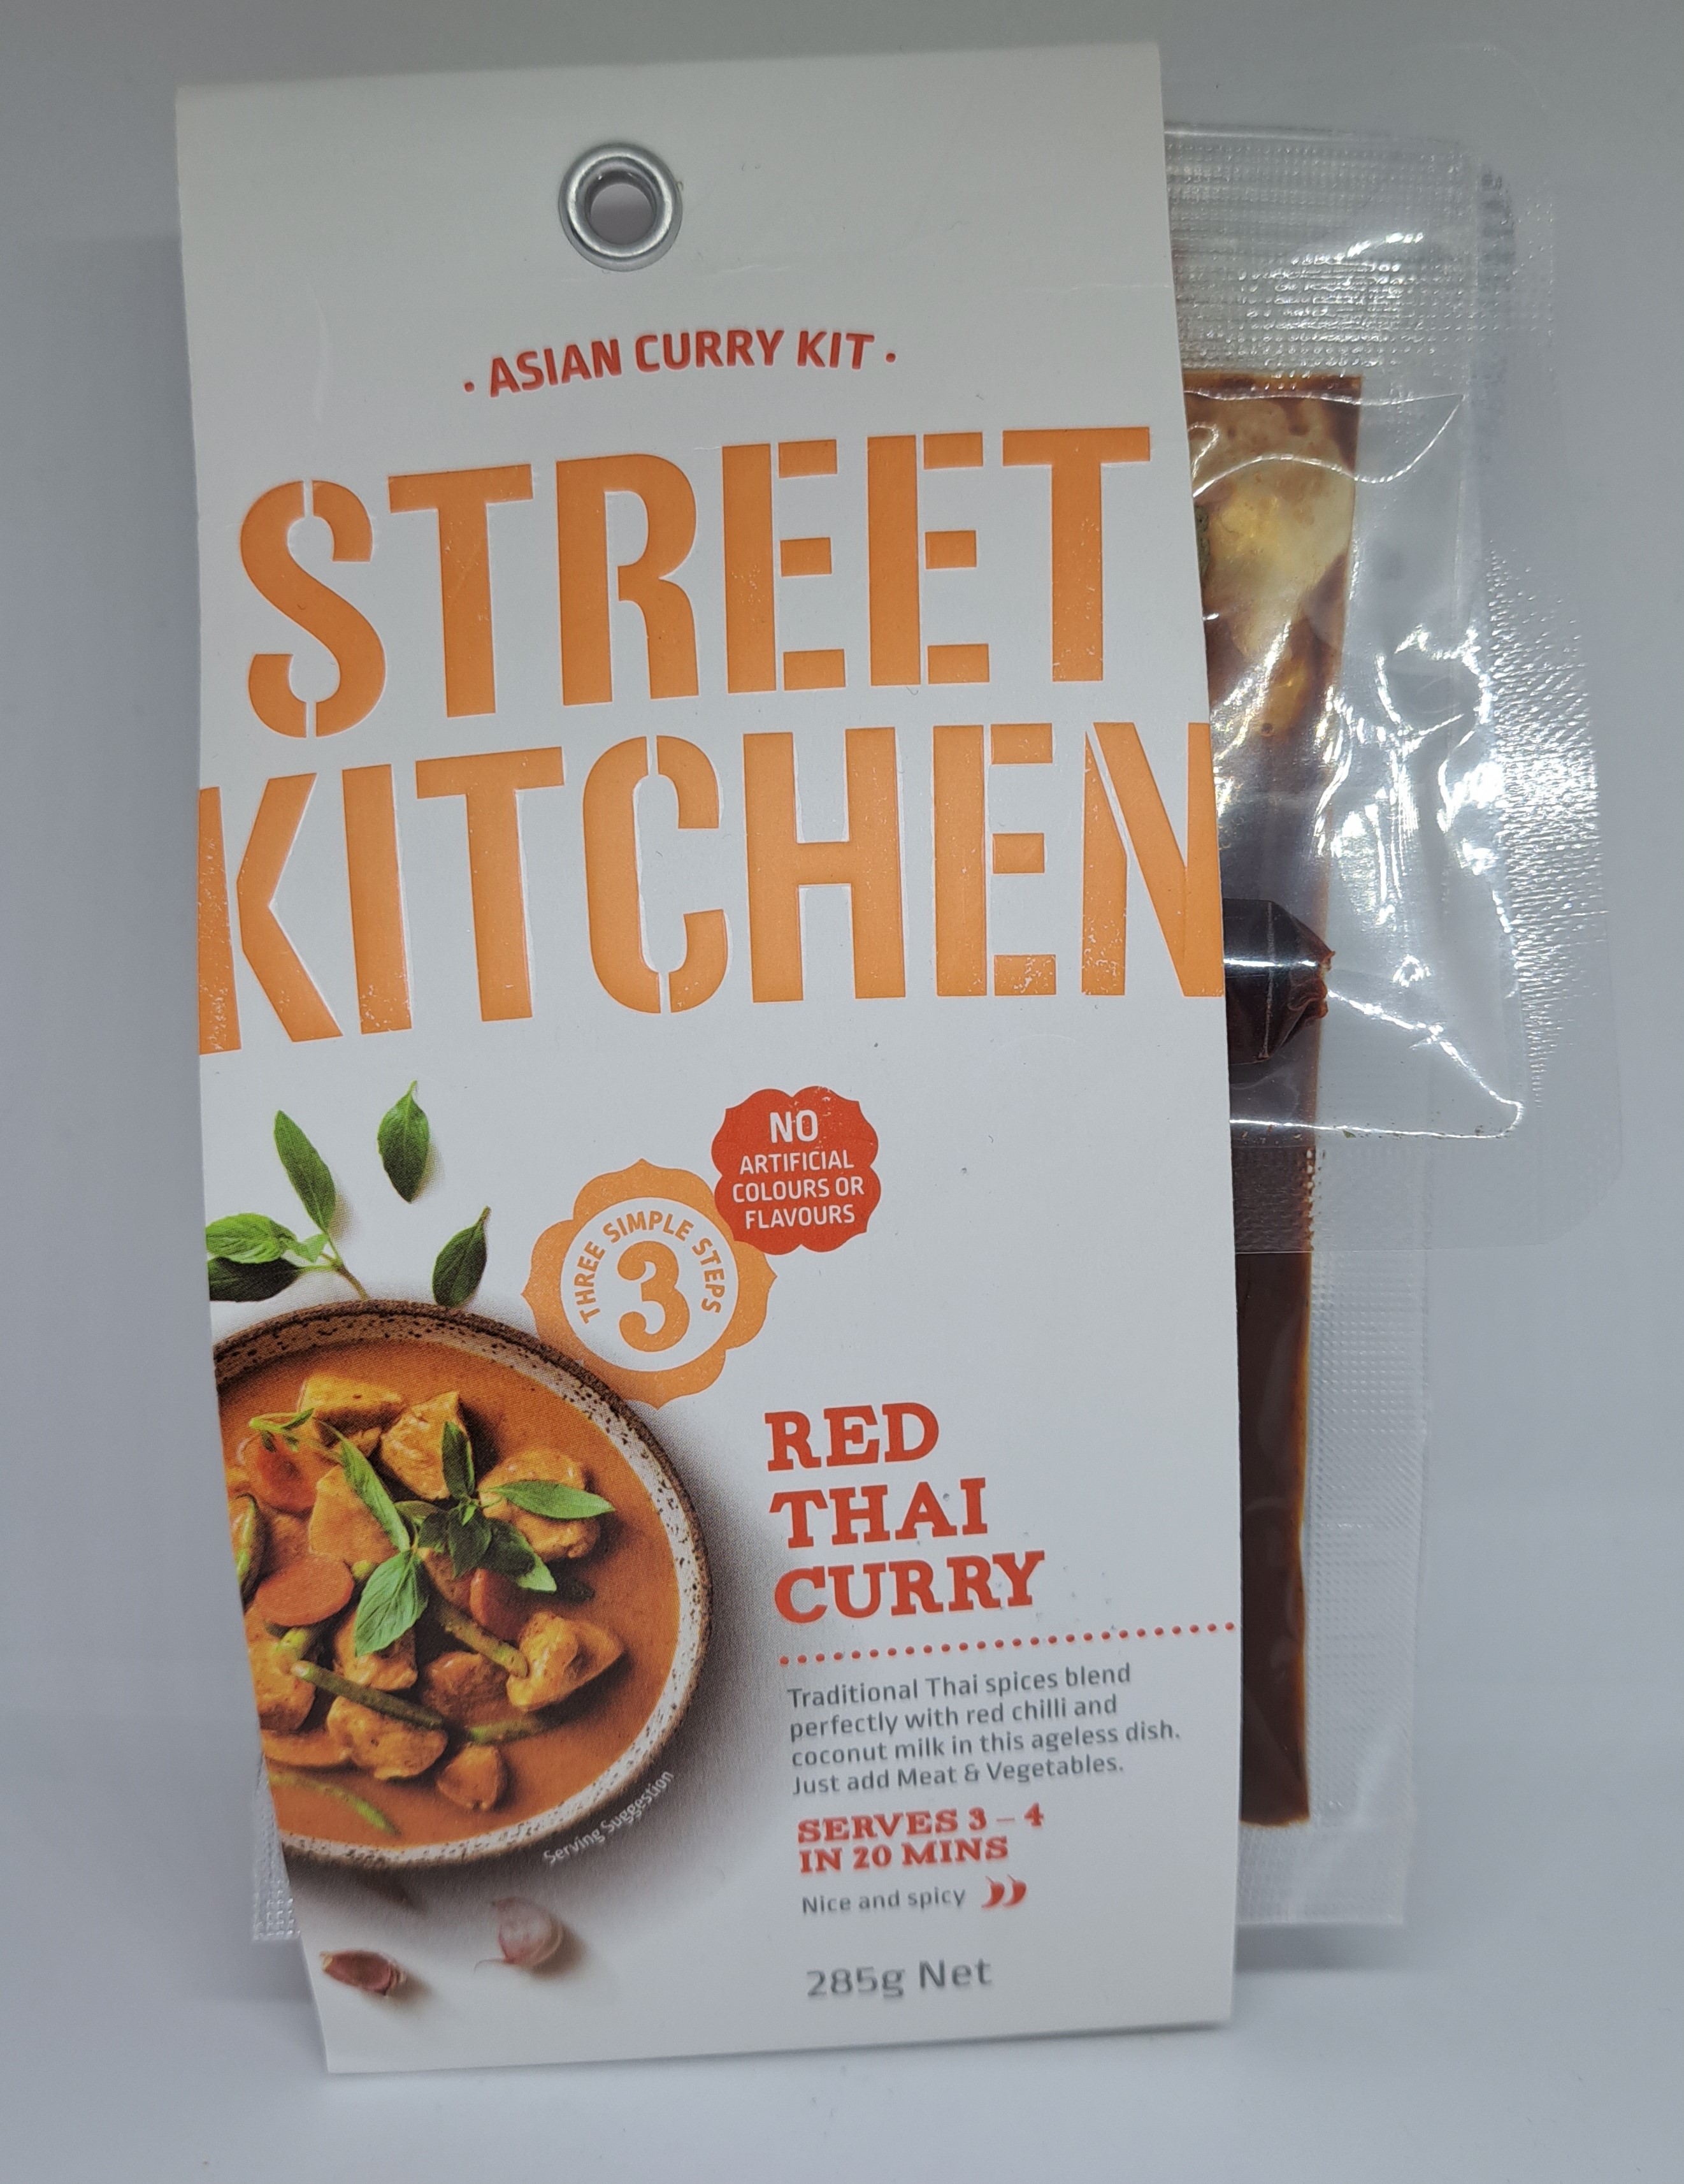 · ASIAN CURRY KIT ·
STREET
KITCHEN
NO
ARTIFICIAL
COLOURS OR
FLAVOURS
THREE SIMPLE STEPS
3
RED
THAI
CURRY
Traditional Thai spices blend
perfectly with red chilli and
coconut milk in this ageless dish.
Just add Meat & Vegetables.
SERVES 3 – 4
IN 20 MINS
Nice and spicy
Serving Suggestion
285g Net